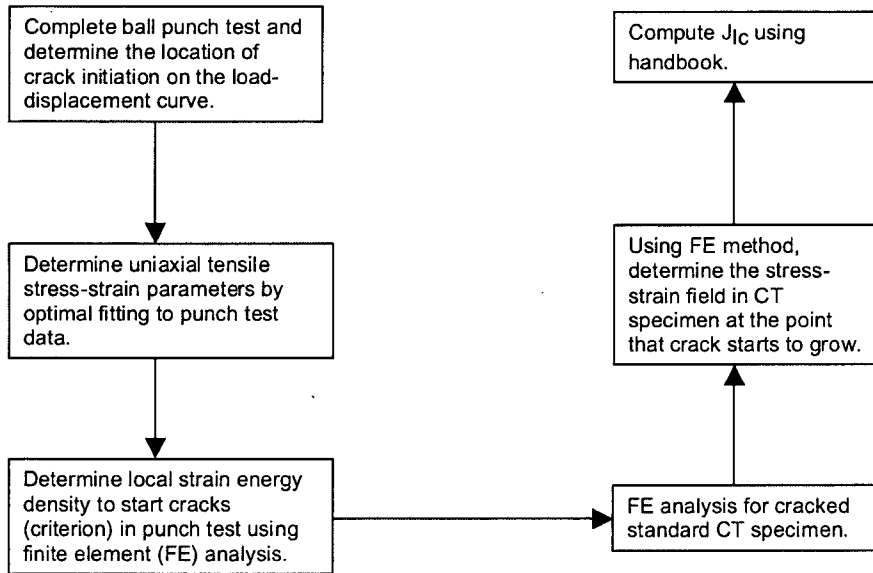 Complete ball punch test and
determine the location of
crack initiation on the load-
displacement curve.
Determine uniaxial tensile
stress-strain parameters by
optimal fitting to punch test
data.
Determine local strain energy
density to start cracks
(criterion) in punch test using
finite element (FE) analysis.
FE analysis for cracked
standard CT specimen.
Using FE method,
determine the stress-
strain field in CT
specimen at the point
that crack starts to grow.
Compute JIc using
handbook.